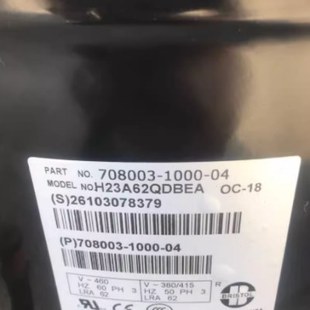 PART NO. 708003-1000-04
MODEL NO. H23A62QDBEA OC-18
(S)26103078379
(P)708003-1000-04
V ~ 460 V ~ 380/415 R
HZ 60 PH 3 HZ 50 PH 3
LRA 62 LRA 62
BRISTOL